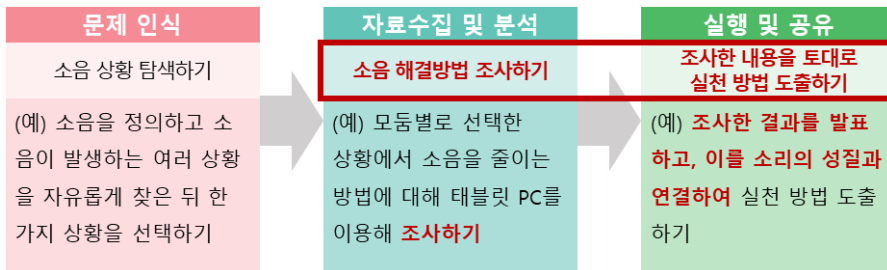 문제 인식
소음 상황 탐색하기
(예) 소음을 정의하고 소
음이 발생하는 여러 상황
을 자유롭게 찾은 뒤 한
가지 상황을 선택하기
자료수집 및 분석
소음 해결방법 조사하기
(예) 모둠별로 선택한
상황에서 소음을 줄이는
방법에 대해 태블릿 PC를
이용해 조사하기
실행 및 공유
조사한 내용을 토대로
실천 방법 도출하기
(예) 조사한 결과를 발표
하고, 이를 소리의 성질과
연결하여 실천 방법 도출
하기